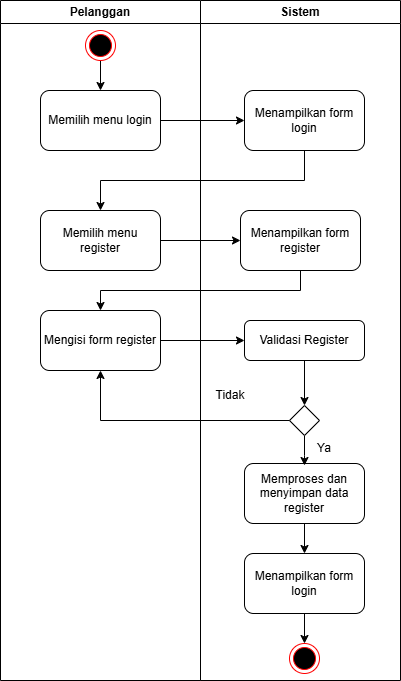 Pelanggan
Sistem
Memilih menu login
Menampilkan form
login
Memilih menu
register
Menampilkan form
register
Mengisi form register
Validasi Register
Tidak
Ya
Memproses dan
menyimpan data
register
Menampilkan form
login